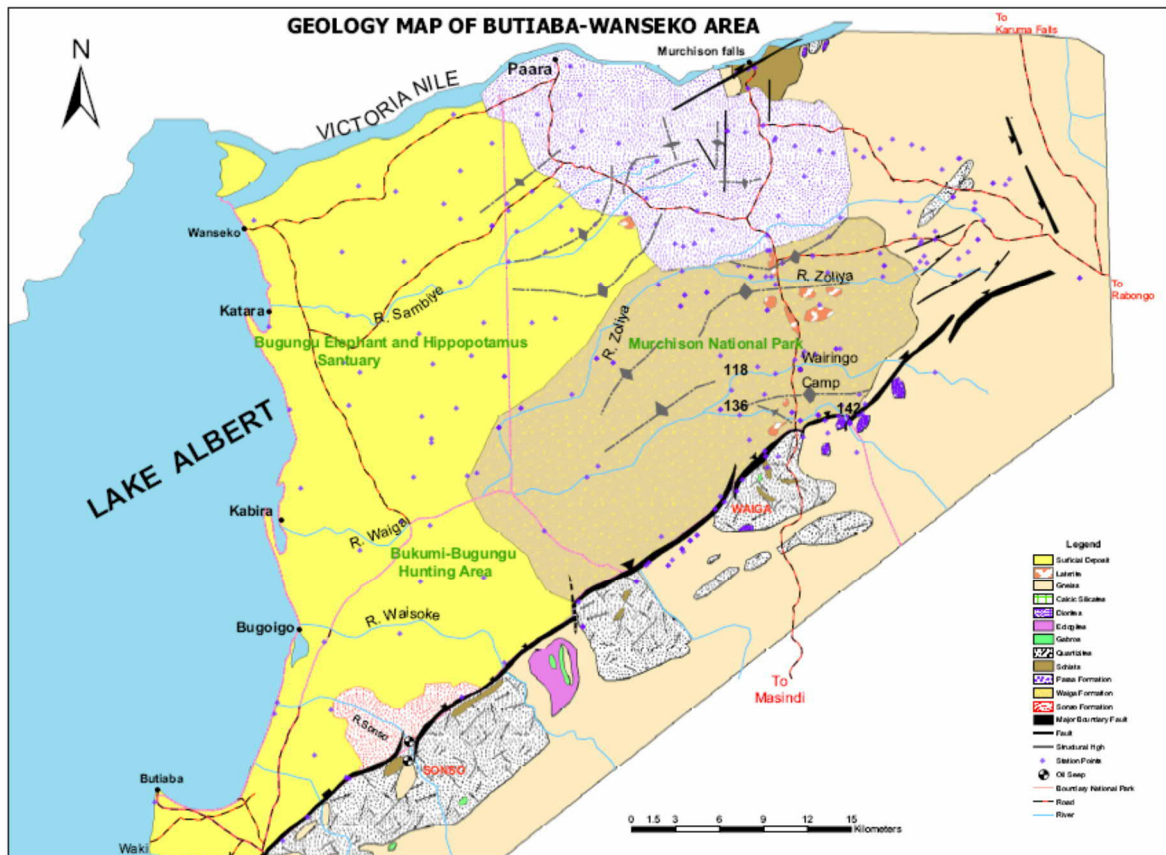 GEOLOGY MAP OF BUTIABA-WANSEKO AREA
To
Karuma Falls
N
Murchison falls
Paara
VICTORIA NILE
Wanseko
R. Zoliya
To
Rabongo
Katara
R. Sambiye
Bugungu Elephant and Hippopotamus
Santuary
R. Zoliya
Murchison National Park
Wairingo
118
Camp
136
142
LAKE ALBERT
Kabira
R. Waiga
WAIGA
Bukumi-Bugungu
Hunting Area
R. Waisoke
Bugoigo
To
Masindi
R.Sonso
SONSO
Butiaba
Waki
Legend
Surficial Deposit
Laterite
Gneiss
Calcic Silicates
Diorites
Eclogites
Gabros
Quartzites
Schists
Paraa Formation
Waiga Formation
Sonso Formation
Major Boundary Fault
Fault
Structural High
Station Points
Oil Seep
Boundary National Park
Road
River
0 1.5 3 6 9 12 15
Kilometers